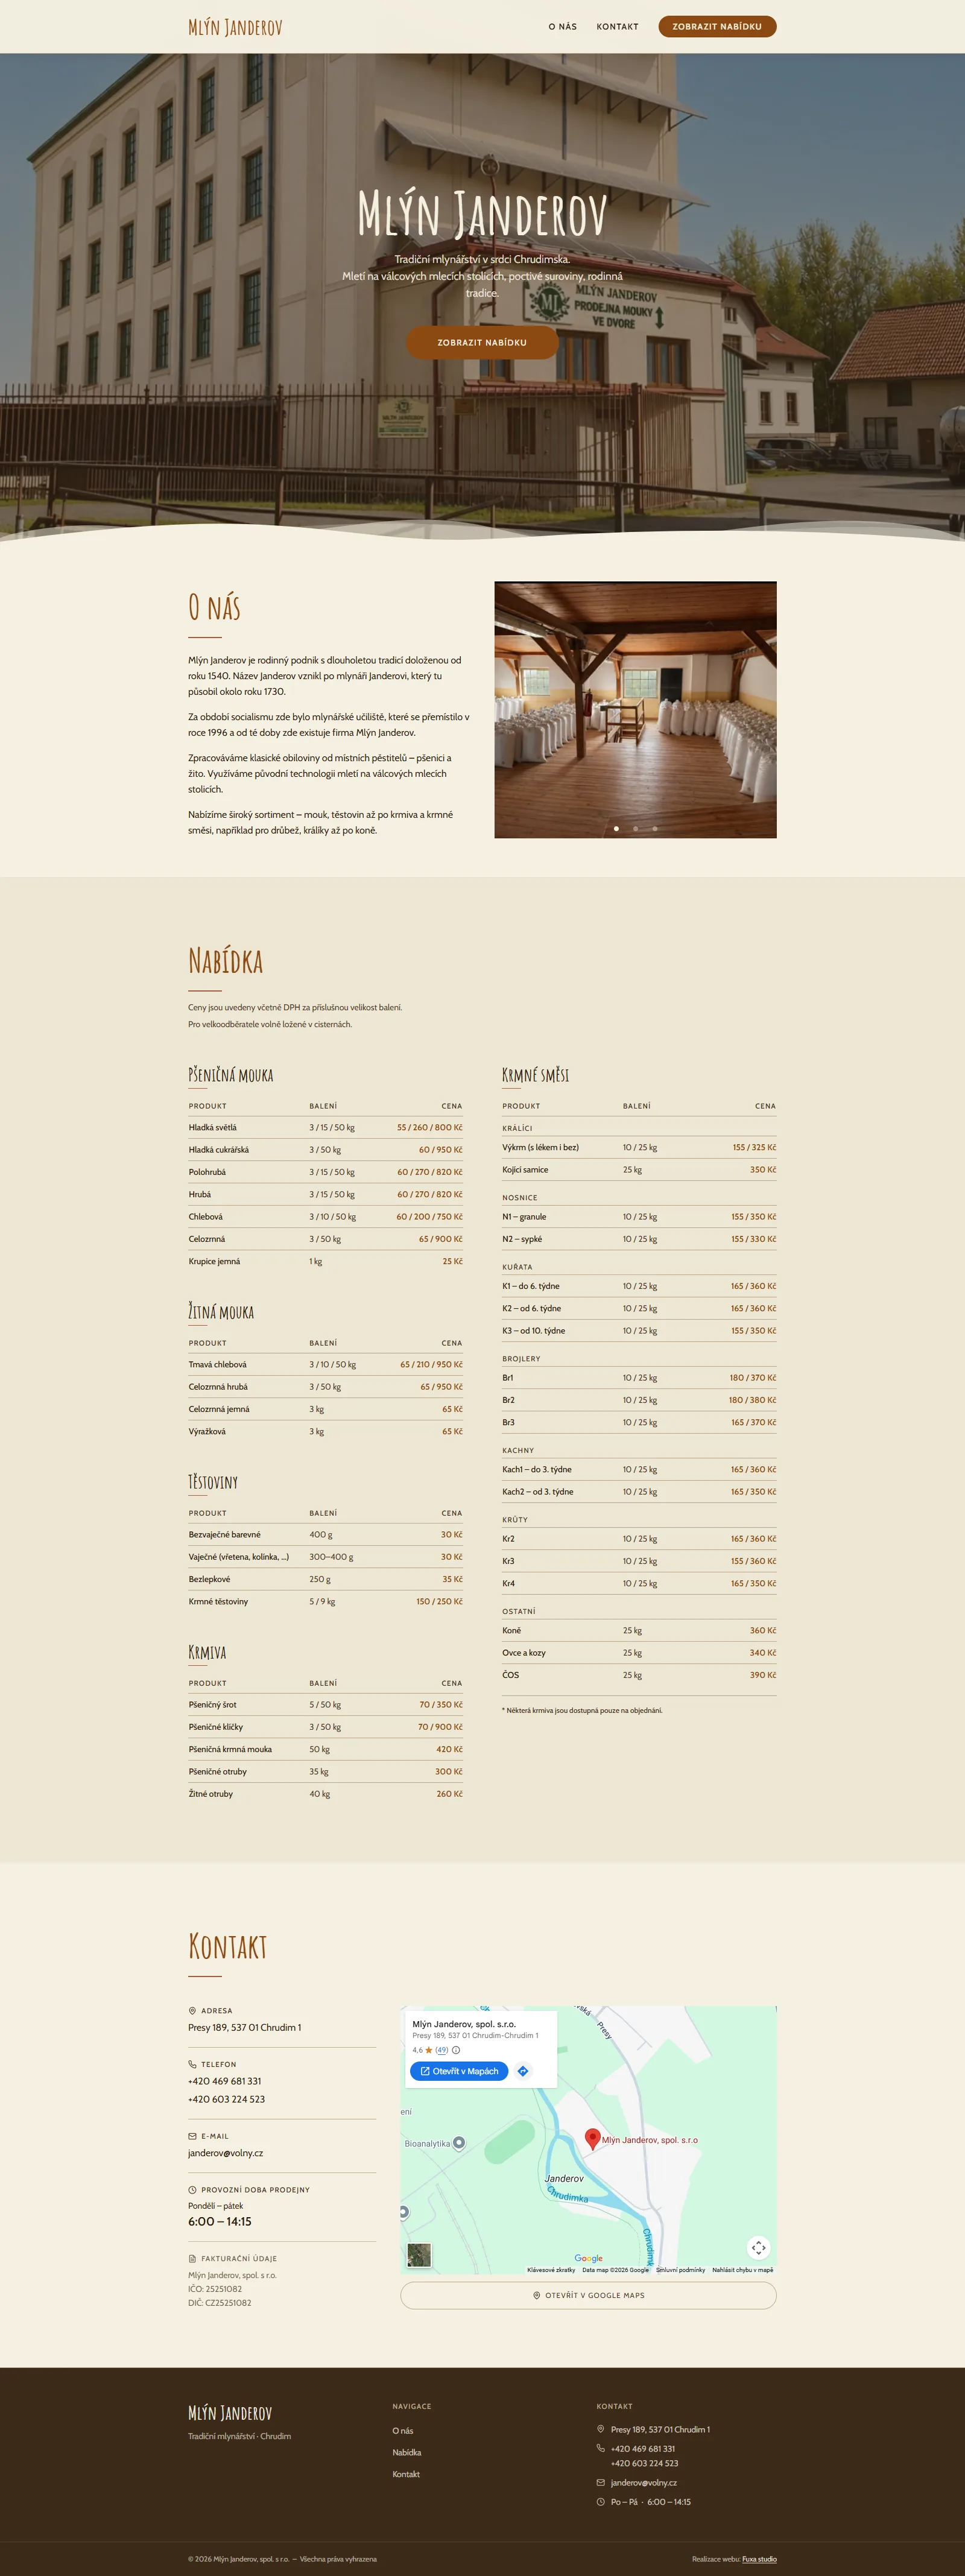 Mlýn Janderov
O NÁS
KONTAKT
ZOBRAZIT NABÍDKU
Mlýn Janderov
Tradiční mlynářství v srdci Chrudimska.
Mletí na válcových mlecích stolicích, poctivé suroviny, rodinná
tradice.
MLÝN JANDEROV
PRODEJNA MOUKY
VE DVOŘE
ZOBRAZIT NABÍDKU
O nás
Mlýn Janderov je rodinný podnik s dlouholetou tradicí doloženou od
roku 1540. Název Janderov vznikl po mlynáři Janderovi, který tu
působil okolo roku 1730.
Za období socialismu zde bylo mlynářské učiliště, které se přemístilo v
roce 1996 a od té doby zde existuje firma Mlýn Janderov.
Zpracováváme klasické obiloviny od místních pěstitelů – pšenici a
žito. Využíváme původní technologii mletí na válcových mlecích
stolicích.
Nabízíme široký sortiment – mouk, těstovin až po krmiva a krmné
směsi, například pro drůbež, králíky až po koně.
Nabídka
Ceny jsou uvedeny včetně DPH za příslušnou velikost balení.
Pro velkoodběratele volně ložené v cisternách.
Pšeničná mouka
PRODUKT BALENÍ CENA
Hladká světlá 3 / 15 / 50 kg 55 / 260 / 800 Kč
Hladká cukrářská 3 / 50 kg 60 / 950 Kč
Polohrubá 3 / 15 / 50 kg 60 / 270 / 820 Kč
Hrubá 3 / 15 / 50 kg 60 / 270 / 820 Kč
Chlebová 3 / 10 / 50 kg 60 / 200 / 750 Kč
Celozrnná 3 / 50 kg 65 / 900 Kč
Krupice jemná 1 kg 25 Kč
Žitná mouka
PRODUKT BALENÍ CENA
Tmavá chlebová 3 / 10 / 50 kg 65 / 210 / 950 Kč
Celozrnná hrubá 3 / 50 kg 65 / 950 Kč
Celozrnná jemná 3 kg 65 Kč
Výražková 3 kg 65 Kč
Těstoviny
PRODUKT BALENÍ CENA
Bezvaječné barevné 400 g 30 Kč
Vaječné (vřetena, kolínka, ...) 300–400 g 30 Kč
Bezlepkové 250 g 35 Kč
Krmné těstoviny 5 / 9 kg 150 / 250 Kč
Krmiva
PRODUKT BALENÍ CENA
Pšeničný šrot 5 / 50 kg 70 / 350 Kč
Pšeničné klíčky 3 / 50 kg 70 / 900 Kč
Pšeničná krmná mouka 50 kg 420 Kč
Pšeničné otruby 35 kg 300 Kč
Žitné otruby 40 kg 260 Kč
Krmné směsi
PRODUKT BALENÍ CENA
KRÁLÍCI
Výkrm (s lékem i bez) 10 / 25 kg 155 / 325 Kč
Kojící samice 25 kg 350 Kč
NOSNICE
N1 – granule 10 / 25 kg 155 / 350 Kč
N2 – sypké 10 / 25 kg 155 / 330 Kč
KUŘATA
K1 – do 6. týdne 10 / 25 kg 165 / 360 Kč
K2 – od 6. týdne 10 / 25 kg 165 / 360 Kč
K3 – od 10. týdne 10 / 25 kg 155 / 350 Kč
BROJLERY
Br1 10 / 25 kg 180 / 370 Kč
Br2 10 / 25 kg 180 / 380 Kč
Br3 10 / 25 kg 165 / 370 Kč
KACHNY
Kach1 – do 3. týdne 10 / 25 kg 165 / 360 Kč
Kach2 – od 3. týdne 10 / 25 kg 165 / 350 Kč
KRŮTY
Kr2 10 / 25 kg 165 / 360 Kč
Kr3 10 / 25 kg 155 / 360 Kč
Kr4 10 / 25 kg 165 / 350 Kč
OSTATNÍ
Koně 25 kg 360 Kč
Ovce a kozy 25 kg 340 Kč
ČOS 25 kg 390 Kč
* Některá krmiva jsou dostupná pouze na objednání.
Kontakt
ADRESA
Presy 189, 537 01 Chrudim 1
TELEFON
+420 469 681 331
+420 603 224 523
E-MAIL
janderov@volny.cz
PROVOZNÍ DOBA PRODEJNY
Pondělí – pátek
6:00 – 14:15
FAKTURAČNÍ ÚDAJE
Mlýn Janderov, spol. s r.o.
IČO: 25251082
DIČ: CZ25251082
Mlýn Janderov, spol. s.r.o.
Presy 189, 537 01 Chrudim-Chrudim 1
4,6 (49)
Otevřít v Mapách
Presy
ení
Bioanalytika
Mlýn Janderov, spol. s r.o
Janderov
Chrudimka
Chrudimk
Google
Klávesové zkratky Data map ©2026 Google Smluvní podmínky Nahlásit chybu v mapě
OTEVŘÍT V GOOGLE MAPS
Mlýn Janderov
Tradiční mlynářství · Chrudim
NAVIGACE
O nás
Nabídka
Kontakt
KONTAKT
Presy 189, 537 01 Chrudim 1
+420 469 681 331
+420 603 224 523
janderov@volny.cz
Po – Pá · 6:00 – 14:15
© 2026 Mlýn Janderov, spol. s r.o. – Všechna práva vyhrazena
Realizace webu: Fuxa studio